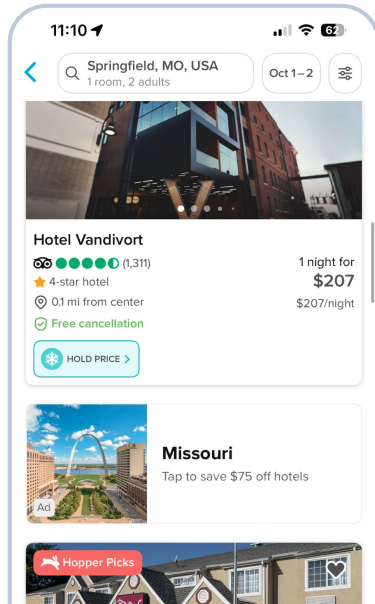 11:10
62
Springfield, MO, USA
1 room, 2 adults
Oct 1–2
Hotel Vandivort
(1,311)
1 night for
4-star hotel
$207
0.1 mi from center
$207/night
Free cancellation
HOLD PRICE
Missouri
Tap to save $75 off hotels
Ad
Hopper Picks